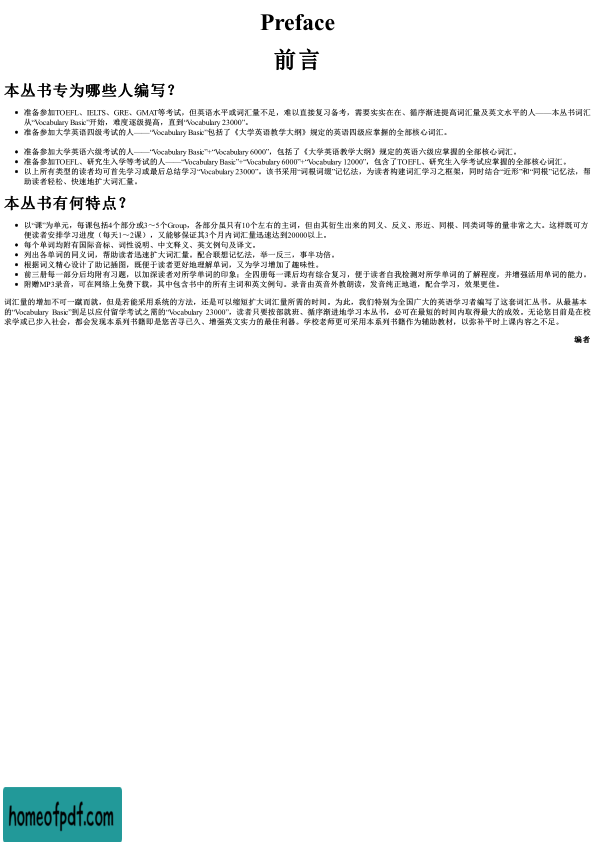 Preface
前言
本丛书专为哪些人编写？
准备参加TOEFL、IELTS、GRE、GMAT等考试，但英语水平或词汇量不足，难以直接复习备考，需要实实在在、循序渐进提高词汇量及英文水平的人——本丛书词汇
从“Vocabulary Basic”开始，难度逐级提高，直到“Vocabulary 23000”。
准备参加大学英语四级考试的人——“Vocabulary Basic”包括了《大学英语教学大纲》规定的英语四级应掌握的全部核心词汇。
准备参加大学英语六级考试的人——“Vocabulary Basic”+“Vocabulary 6000”，包括了《大学英语教学大纲》规定的英语六级应掌握的全部核心词汇。
准备参加TOEFL、研究生入学等考试的人——“Vocabulary Basic”+“Vocabulary 6000”+“Vocabulary 12000”，包含了TOEFL、研究生入学考试应掌握的全部核心词汇。
以上所有类型的读者均可首先学习或最后总结学习“Vocabulary 23000”。该书采用“词根词缀”记忆法，为读者构建词汇学习之框架，同时结合“近形”和“同根”记忆法，帮
助读者轻松、快速地扩大词汇量。
本丛书有何特点？
以“课”为单元，每课包括4个部分或3～5个Group，各部分虽只有10个左右的主词，但由其衍生出来的同义、反义、形近、同根、同类词等的量非常之大。这样既可方
便读者安排学习进度（每天1～2课），又能够保证其3个月内词汇量迅速达到20000以上。
每个单词均附有国际音标、词性说明、中文释义、英文例句及译文。
列出各单词的同义词，帮助读者迅速扩大词汇量。配合联想记忆法，举一反三，事半功倍。
根据词义精心设计了助记插图，既便于读者更好地理解单词，又为学习增加了趣味性。
前三册每一部分后均附有习题，以加深读者对所学单词的印象；全四册每一课后均有综合复习，便于读者自我检测对所学单词的了解程度，并增强活用单词的能力。
附赠MP3录音，可在网络上免费下载，其中包含书中的所有主词和英文例句。录音由英音外教朗读，发音纯正地道，配合学习，效果更佳。
词汇量的增加不可一蹴而就，但是若能采用系统的方法，还是可以缩短扩大词汇量所需的时间。为此，我们特别为全国广大的英语学习者编写了这套词汇丛书。从最基本
的“Vocabulary Basic”到足以应付留学考试之需的“Vocabulary 23000”，读者只要按部就班、循序渐进地学习本丛书，必可在最短的时间内取得最大的成效。无论您目前是在校
求学或已步入社会，都会发现本系列书籍即是您苦寻已久、增强英文实力的最佳利器。学校老师更可采用本系列书籍作为辅助教材，以弥补平时上课内容之不足。
编者
homeofpdf.com